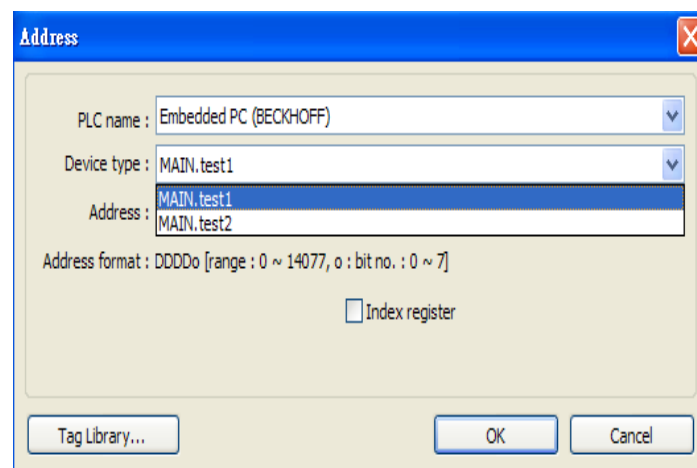 Address
PLC name : Embedded PC (BECKHOFF)
Device type : MAIN.test1
MAIN.test1
Address :
MAIN.test2
Address format : DDDDo [range : 0 ~ 14077, o : bit no. : 0 ~ 7]
Index register
Tag Library... OK Cancel